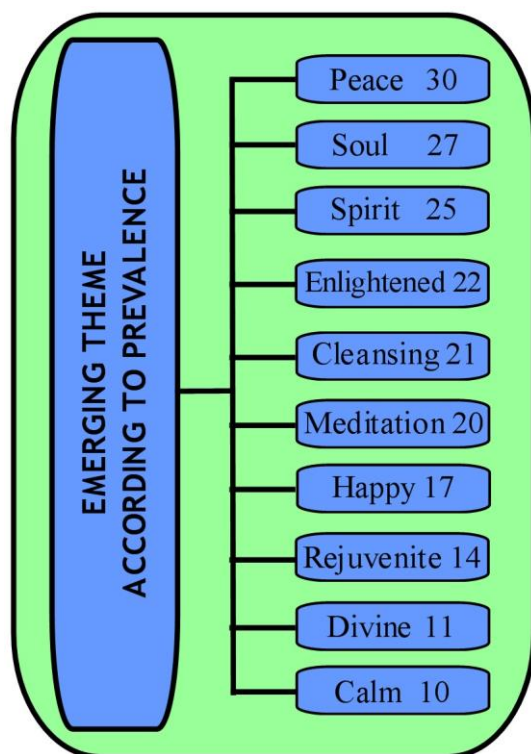 EMERGING THEME
ACCORDING TO PREVALENCE
Peace 30
Soul 27
Spirit 25
Enlightened 22
Cleansing 21
Meditation 20
Happy 17
Rejuvenite 14
Divine 11
Calm 10